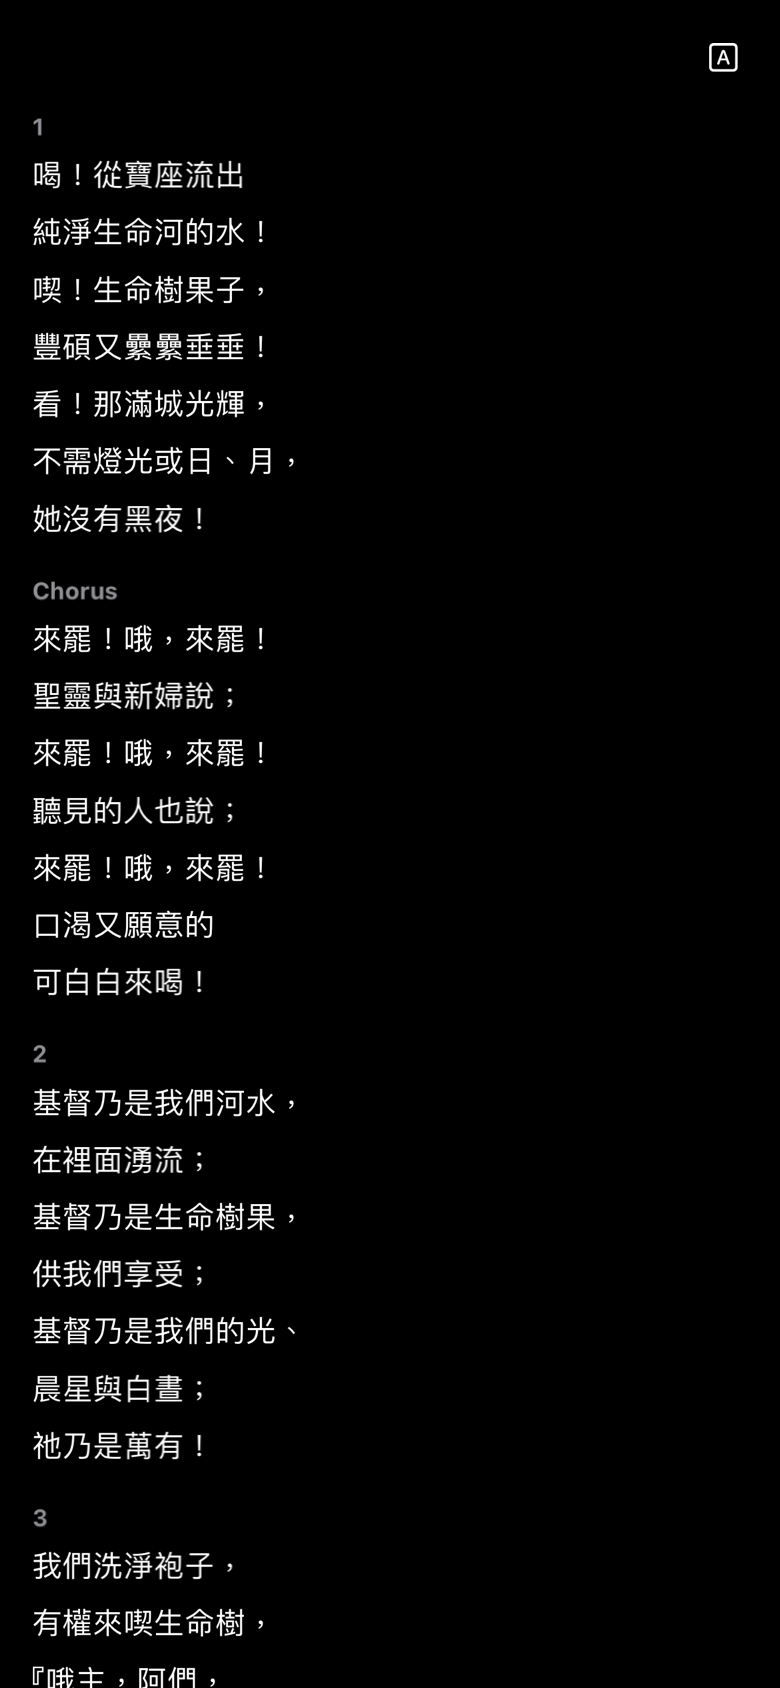 A
1
喝！從寶座流出
純淨生命河的水！
喫！生命樹果子，
豐碩又纍纍垂垂！
看！那滿城光輝，
不需燈光或日、月，
她沒有黑夜！
Chorus
來罷！哦，來罷！
聖靈與新婦說；
來罷！哦，來罷！
聽見的人也說；
來罷！哦，來罷！
口渴又願意的
可白白來喝！
2
基督乃是我們河水，
在裡面湧流；
基督乃是生命樹果，
供我們享受；
基督乃是我們的光、
晨星與白晝；
祂乃是萬有！
3
我們洗淨袍子，
有權來喫生命樹，
『哦主，阿們，